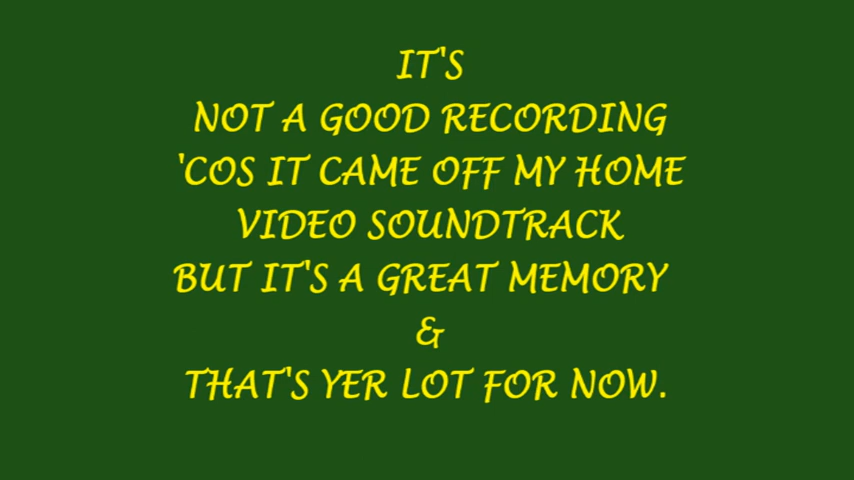 IT'S
NOT A GOOD RECORDING
'COS IT CAME OFF MY HOME
VIDEO SOUNDTRACK
BUT IT'S A GREAT MEMORY
&
THAT'S YER LOT FOR NOW.